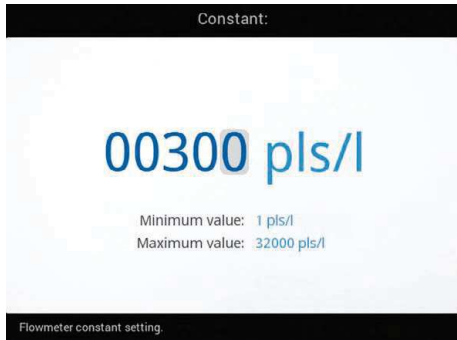 Constant:
00300 pls/l
Minimum value: 1 pls/l
Maximum value: 32000 pls/l
Flowmeter constant setting.